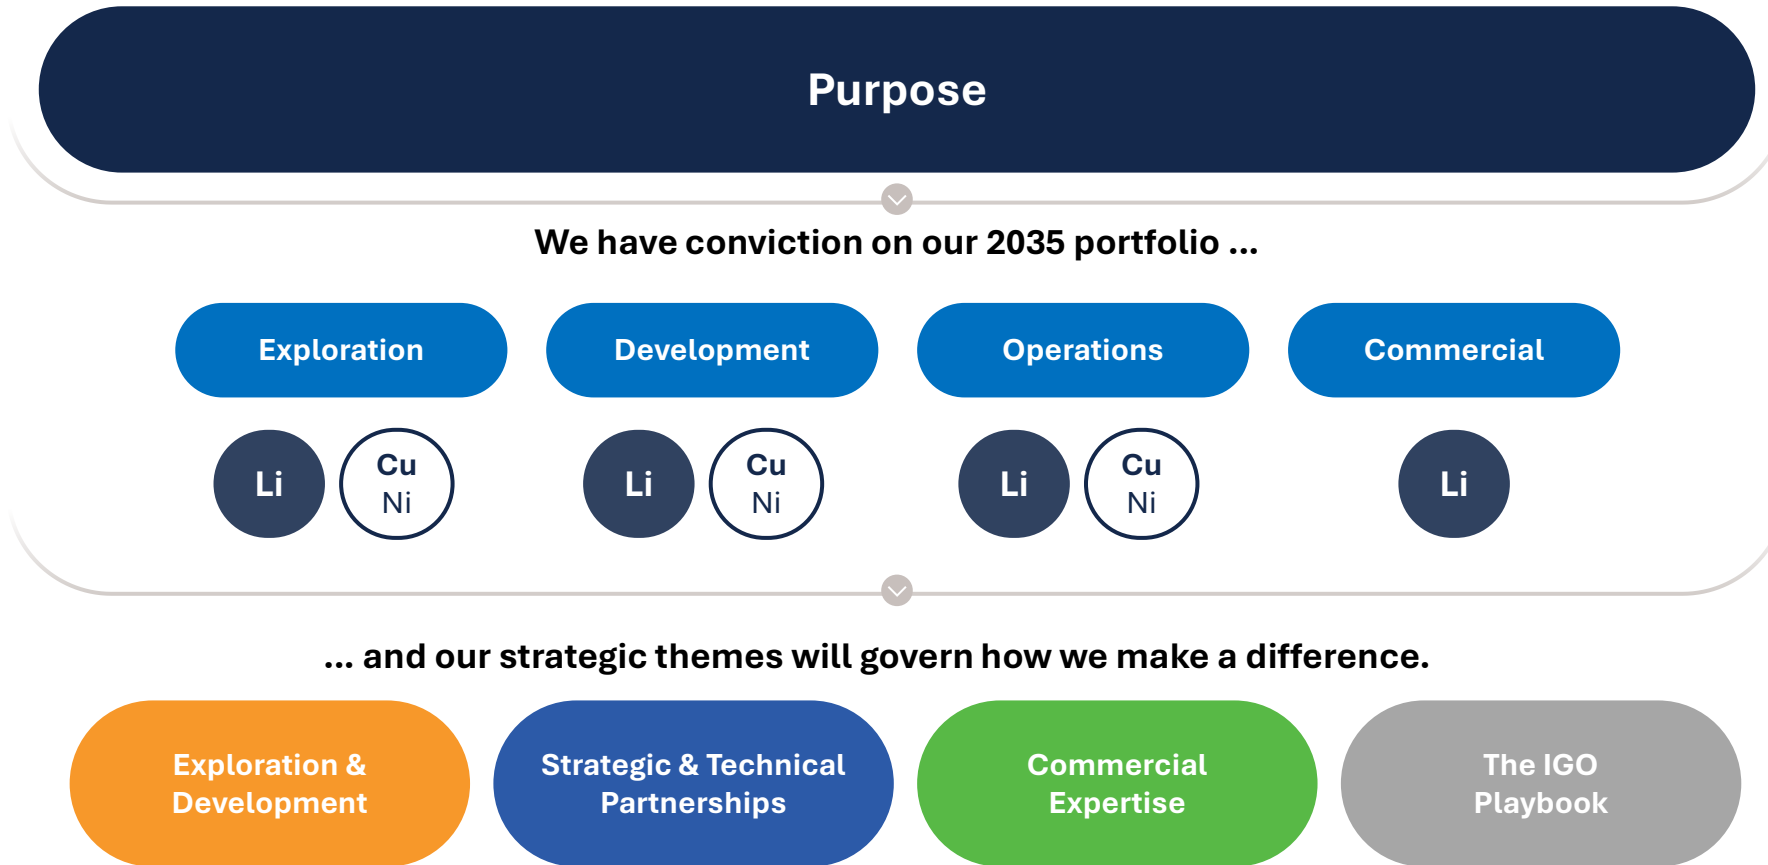 Purpose
We have conviction on our 2035 portfolio ...
Exploration
Development
Operations
Commercial
Li
Cu
Ni
Li
Cu
Ni
Li
Cu
Ni
Li
... and our strategic themes will govern how we make a difference.
Exploration &
Development
Strategic & Technical
Partnerships
Commercial
Expertise
The IGO
Playbook